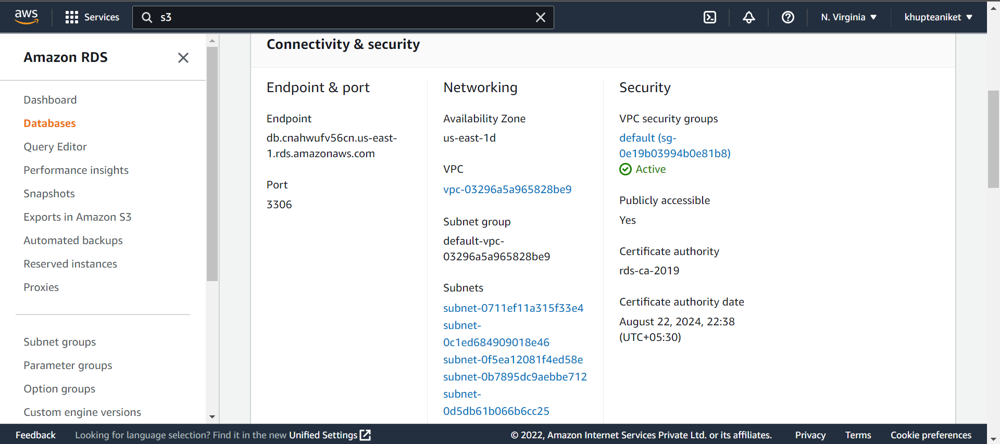 aws
Services
s3
N. Virginia
khupteaniket
Amazon RDS
Dashboard
Databases
Query Editor
Performance insights
Snapshots
Exports in Amazon S3
Automated backups
Reserved instances
Proxies
Subnet groups
Parameter groups
Option groups
Custom engine versions
Connectivity & security
Endpoint & port
Endpoint
db.cnahwufv56cn.us-east-
1.rds.amazonaws.com
Port
3306
Networking
Availability Zone
us-east-1d
VPC
vpc-03296a5a965828be9
Subnet group
default-vpc-
03296a5a965828be9
Subnets
subnet-0711ef11a315f33e4
subnet-
0c1ed684909018e46
subnet-0f5ea12081f4ed58e
subnet-0b7895dc9aebbe712
subnet-
0d5db61b066b6cc25
Security
VPC security groups
default (sg-
0e19b03994b0e81b8)
Active
Publicly accessible
Yes
Certificate authority
rds-ca-2019
Certificate authority date
August 22, 2024, 22:38
(UTC+05:30)
Feedback
Looking for language selection? Find it in the new Unified Settings
© 2022, Amazon Internet Services Private Ltd. or its affiliates.
Privacy
Terms
Cookie preferences